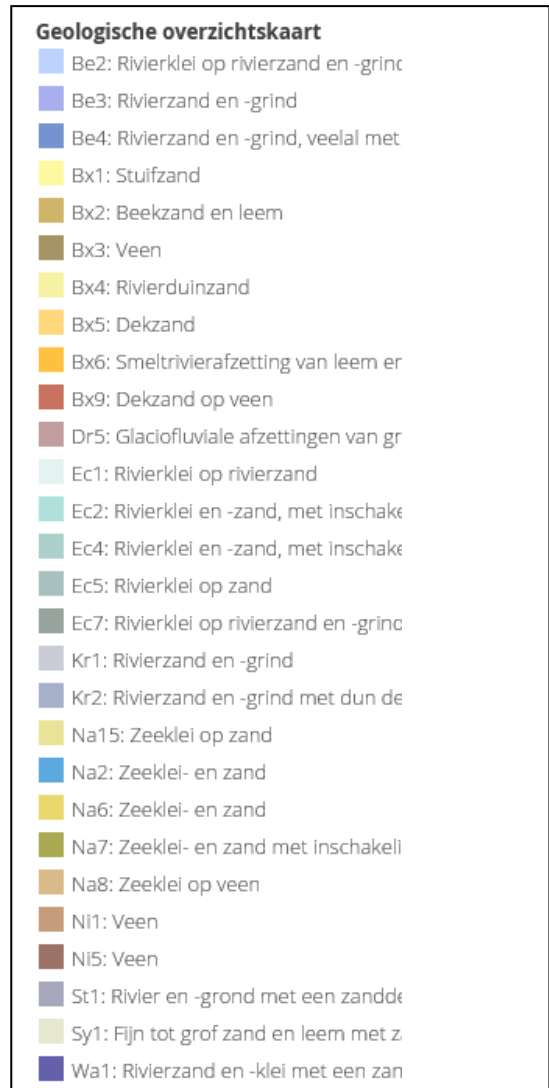 Geologische overzichtskaart
Be2: Rivierklei op rivierzand en -grind
Be3: Rivierzand en -grind
Be4: Rivierzand en -grind, veelal met
Bx1: Stuifzand
Bx2: Beekzand en leem
Bx3: Veen
Bx4: Rivierduinzand
Bx5: Dekzand
Bx6: Smeltrivierafzetting van leem er
Bx9: Dekzand op veen
Dr5: Glaciofluviale afzettingen van gr
Ec1: Rivierklei op rivierzand
Ec2: Rivierklei en -zand, met inschake
Ec4: Rivierklei en -zand, met inschake
Ec5: Rivierklei op zand
Ec7: Rivierklei op rivierzand en -grind
Kr1: Rivierzand en -grind
Kr2: Rivierzand en -grind met dun de
Na15: Zeeklei op zand
Na2: Zeeklei- en zand
Na6: Zeeklei- en zand
Na7: Zeeklei- en zand met inschakeli
Na8: Zeeklei op veen
Ni1: Veen
Ni5: Veen
St1: Rivier en -grond met een zandde
Sy1: Fijn tot grof zand en leem met z
Wa1: Rivierzand en -klei met een zan